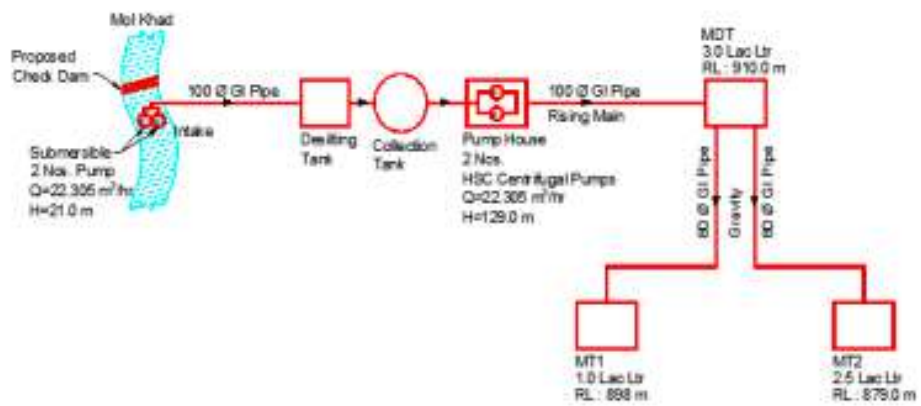 Mol Khad
Proposed
Check Dam
100 Ø GI Pipe
Intake
Submersible
2 Nos. Pump
Q=22.305 m³/hr
H=21.0 m
Desilting
Tank
Collection
Tank
Pump House
2 Nos.
HSC Centrifugal Pumps
Q=22.305 m³/hr
H=129.0 m
100 Ø GI Pipe
Rising Main
MDT
3.0 Lac Ltr
RL : 910.0 m
80 Ø GI Pipe
Gravity
80 Ø GI Pipe
MT1
1.0 Lac Ltr
RL : 898 m
MT2
2.5 Lac Ltr
RL : 879.0 m